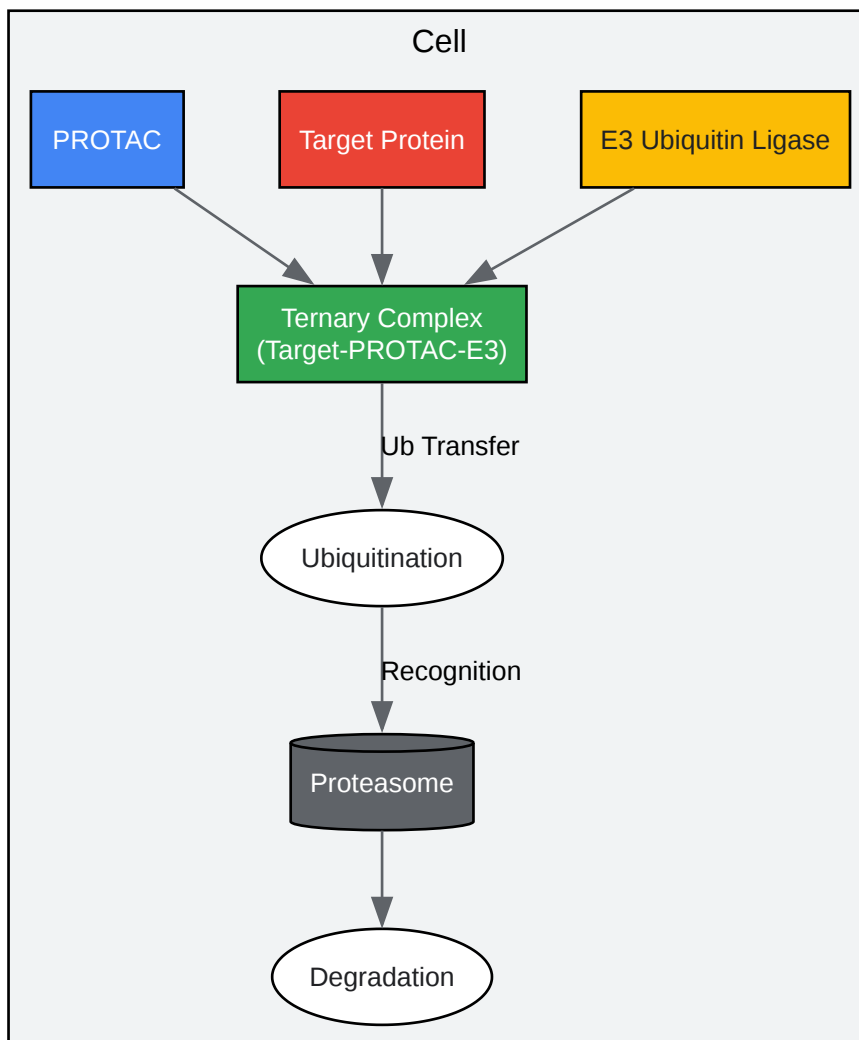 Cell
PROTAC
Target Protein
E3 Ubiquitin Ligase
Ternary Complex
(Target-PROTAC-E3)
Ub Transfer
Ubiquitination
Recognition
Proteasome
Degradation